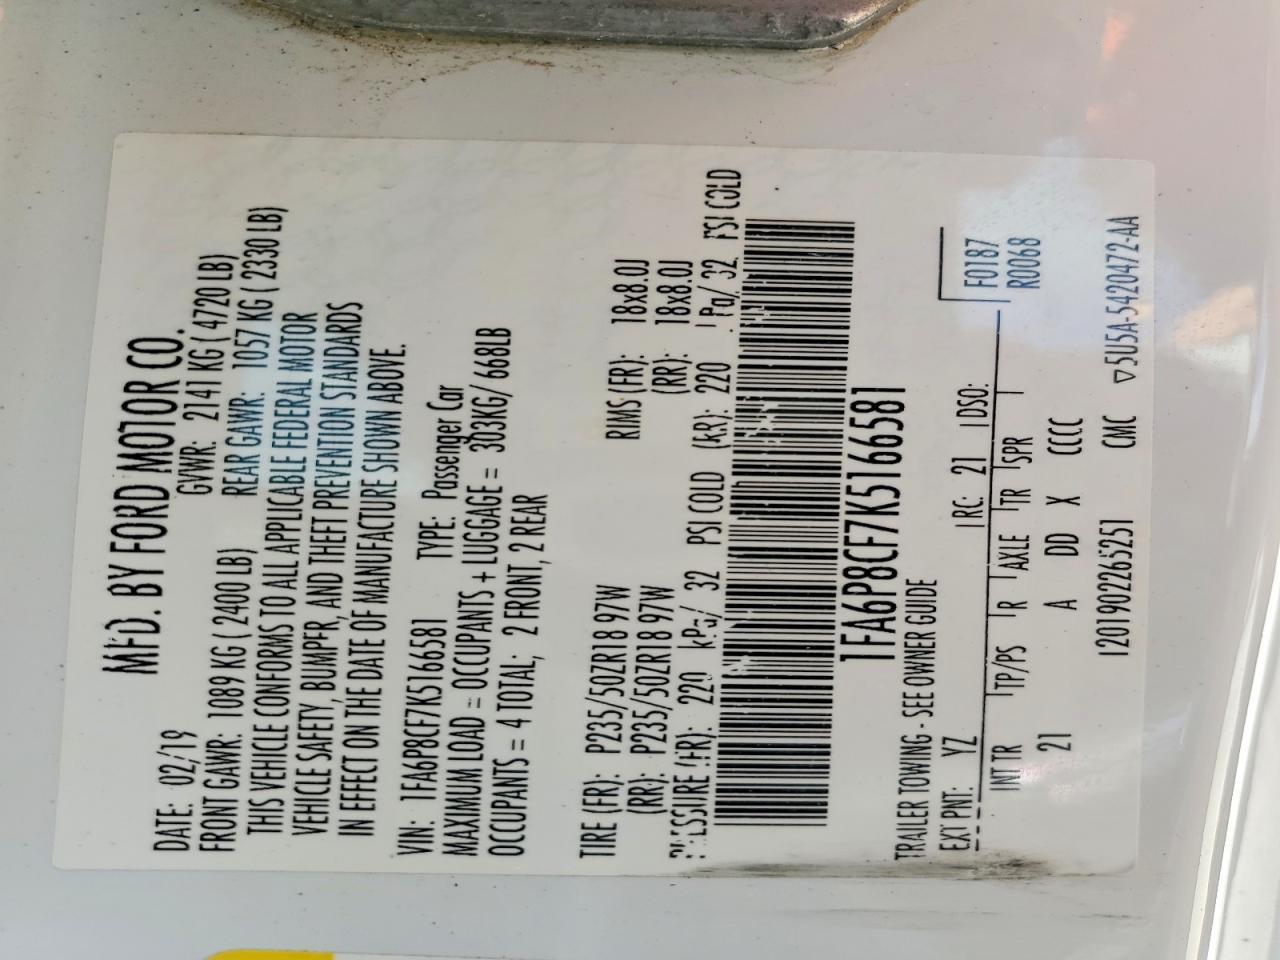 MFD. BY FORD MOTOR CO.
DATE: 02/19 GVWR: 2141 KG ( 4720 LB)
FRONT GAWR: 1089 KG ( 2400 LB) REAR GAWR: 1057 KG ( 2330 LB)
THIS VEHICLE CONFORMS TO ALL APPLICABLE FEDERAL MOTOR
VEHICLE SAFETY, BUMPER, AND THEFT PREVENTION STANDARDS
IN EFFECT ON THE DATE OF MANUFACTURE SHOWN ABOVE.
VIN: 1FA6P8CF7K5166581 TYPE: Passenger Car
MAXIMUM LOAD = OCCUPANTS + LUGGAGE = 303KG/ 668LB
OCCUPANTS = 4 TOTAL, 2 FRONT, 2 REAR
TIRE (FR): P235/50ZR18 97W RIMS (FR): 18x8.0J
(RR): P235/50ZR18 97W (RR): 18x8.0J
PRESSURE (FR): 220 kPa/ 32 PSI COLD (RR): 220 kPa/ 32 PSI COLD
1FA6P8CF7K5166581
TRAILER TOWING - SEE OWNER GUIDE
EXT PNT: YZ RC: 21 DSO: F0187
R0068
INT TR TP/PS R AXLE TR SPR
21 A DD X CCCC
1201902265251 CMC ▽5U5A-5420472-AA